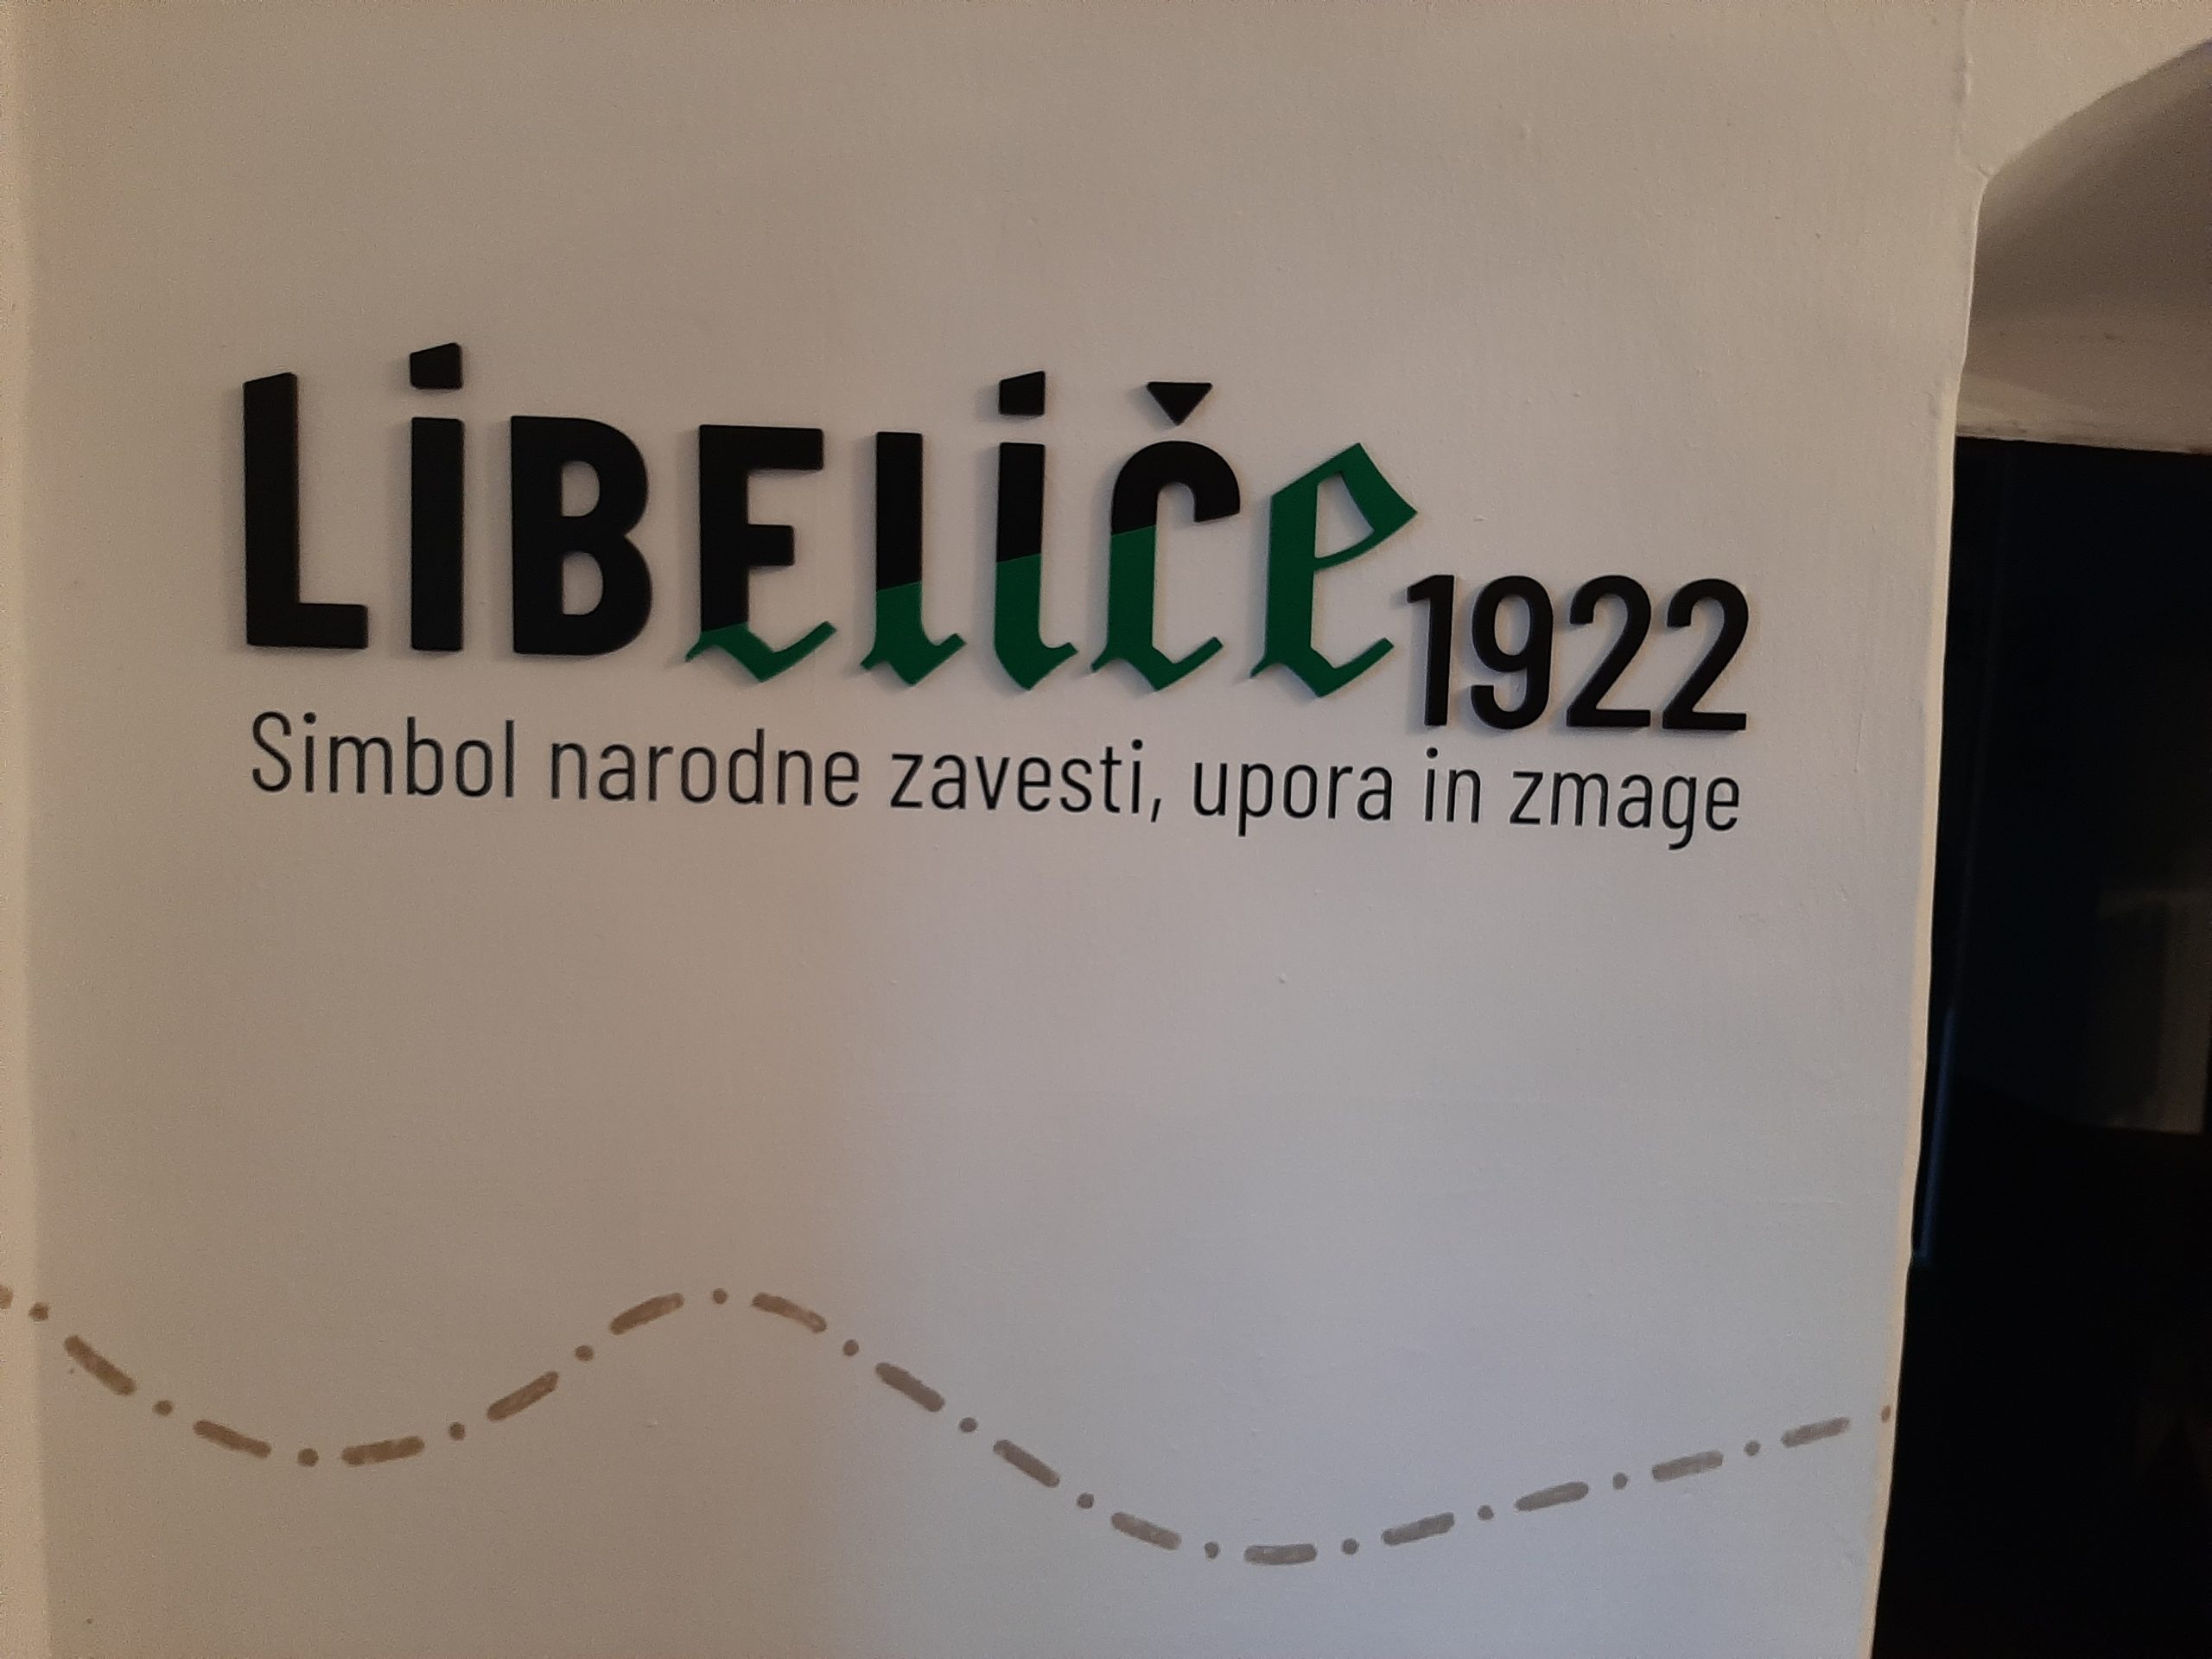 LiBEliče 1922
Simbol narodne zavesti, upora in zmage